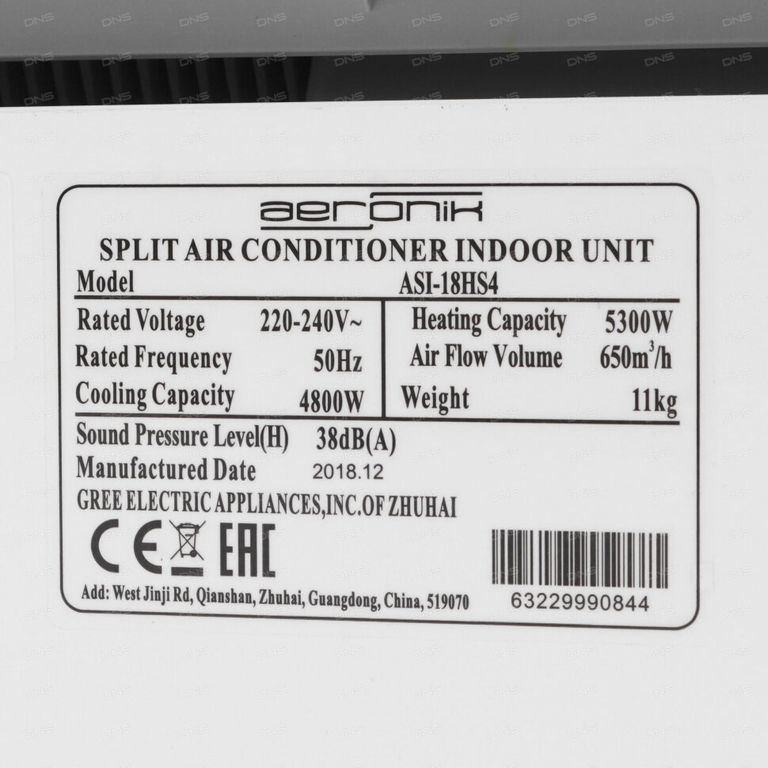 aeronik
SPLIT AIR CONDITIONER INDOOR UNIT
Model ASI-18HS4
Rated Voltage 220-240V~ Heating Capacity 5300W
Rated Frequency 50Hz Air Flow Volume 650m³/h
Cooling Capacity 4800W Weight 11kg
Sound Pressure Level(H) 38dB(A)
Manufactured Date 2018.12
GREE ELECTRIC APPLIANCES,INC.OF ZHUHAI
CE EAC
Add: West Jinji Rd, Qianshan, Zhuhai, Guangdong, China, 519070
63229990844